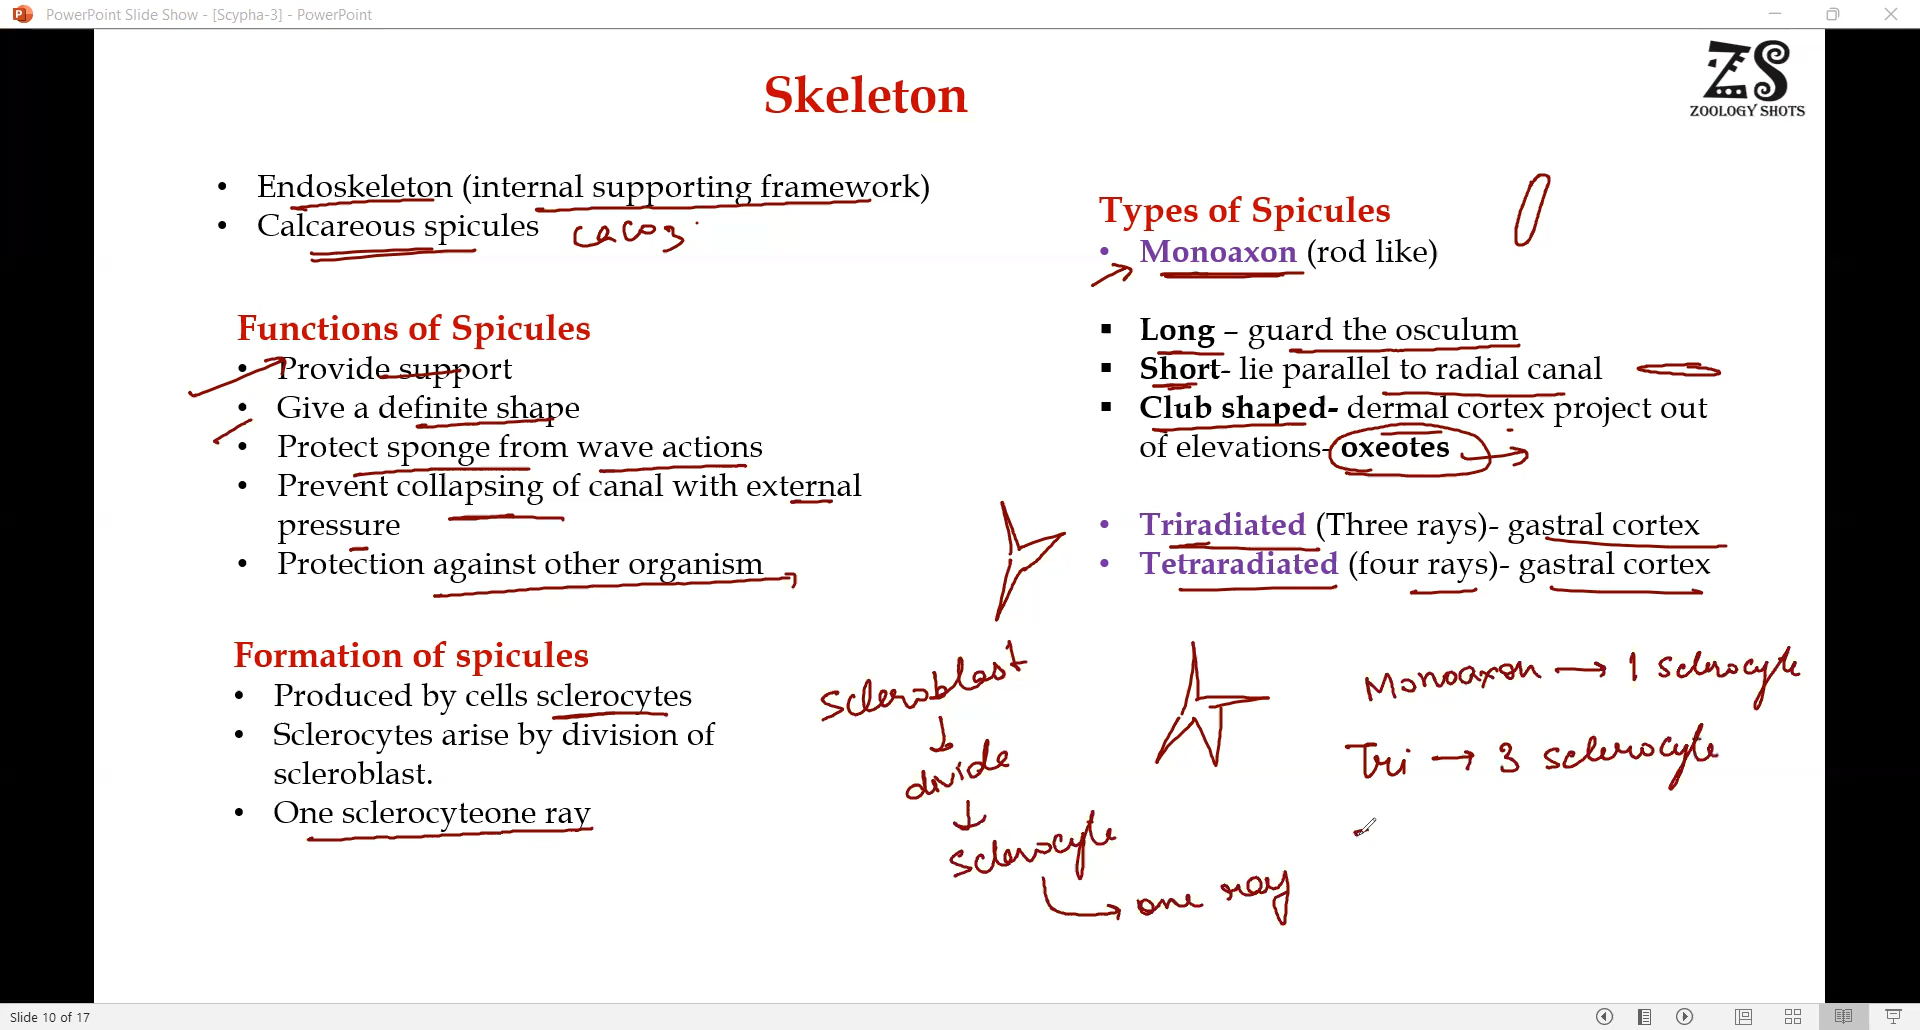 PowerPoint Slide Show - [Scypha-3] - PowerPoint
ZS
ZOOLOGY SHOTS
Skeleton
• Endoskeleton (internal supporting framework)
• Calcareous spicules
CaCO3
Functions of Spicules
• Provide support
• Give a definite shape
• Protect sponge from wave actions
• Prevent collapsing of canal with external
pressure
• Protection against other organism
Formation of spicules
• Produced by cells sclerocytes
• Sclerocytes arise by division of
scleroblast.
• One sclerocyteone ray
scleroblast
↓
divide
↓
sclerocyte
→ one ray
Types of Spicules
• Monoaxon (rod like)
▪ Long – guard the osculum
▪ Short- lie parallel to radial canal
▪ Club shaped- dermal cortex project out
of elevations- oxeotes
• Triradiated (Three rays)- gastral cortex
• Tetraradiated (four rays)- gastral cortex
Monoaxon → 1 sclerocyte
Tri → 3 sclerocyte
Slide 10 of 17